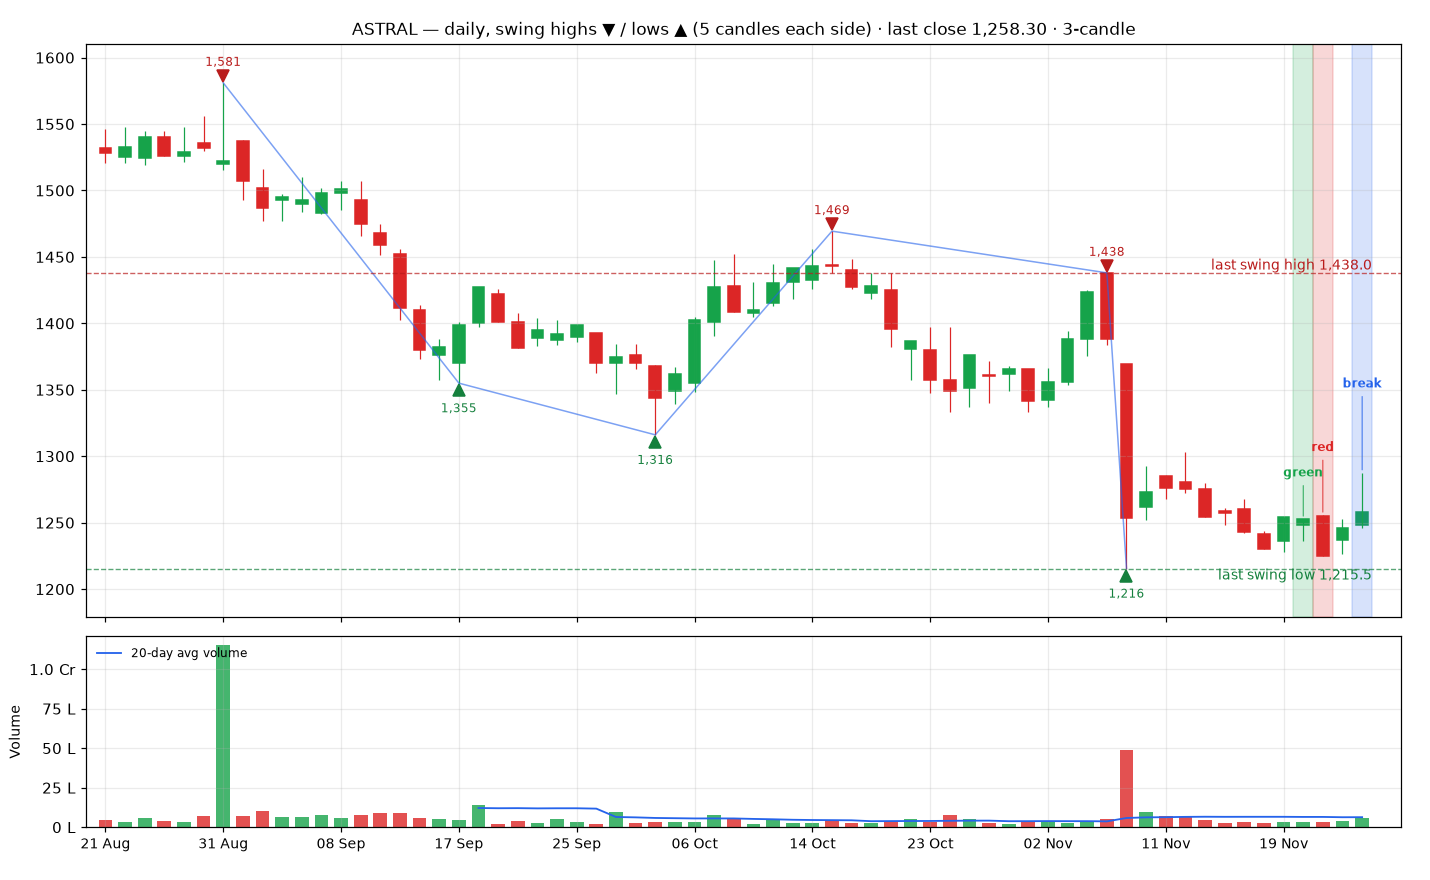 ASTRAL — daily, swing highs ▼ / lows ▲ (5 candles each side) · last close 1,258.30 · 3-candle
1600
1550
1500
1450
1400
1350
1300
1250
1200
1,581
1,469
1,438
last swing high 1,438.0
1,355
1,316
break
red
green
last swing low 1,215.5
1,216
20-day avg volume
Volume
1.0 Cr
75 L
50 L
25 L
0 L
21 Aug
31 Aug
08 Sep
17 Sep
25 Sep
06 Oct
14 Oct
23 Oct
02 Nov
11 Nov
19 Nov